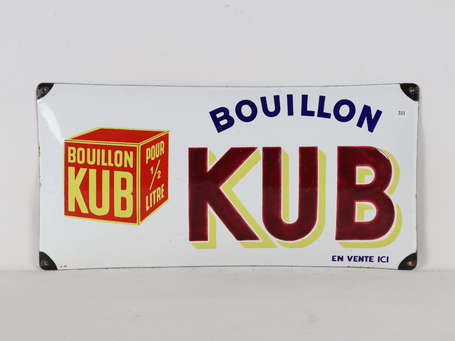 BOUILLON
KUB
POUR
1/2
LITRE
BOUILLON
KUB
EN VENTE ICI